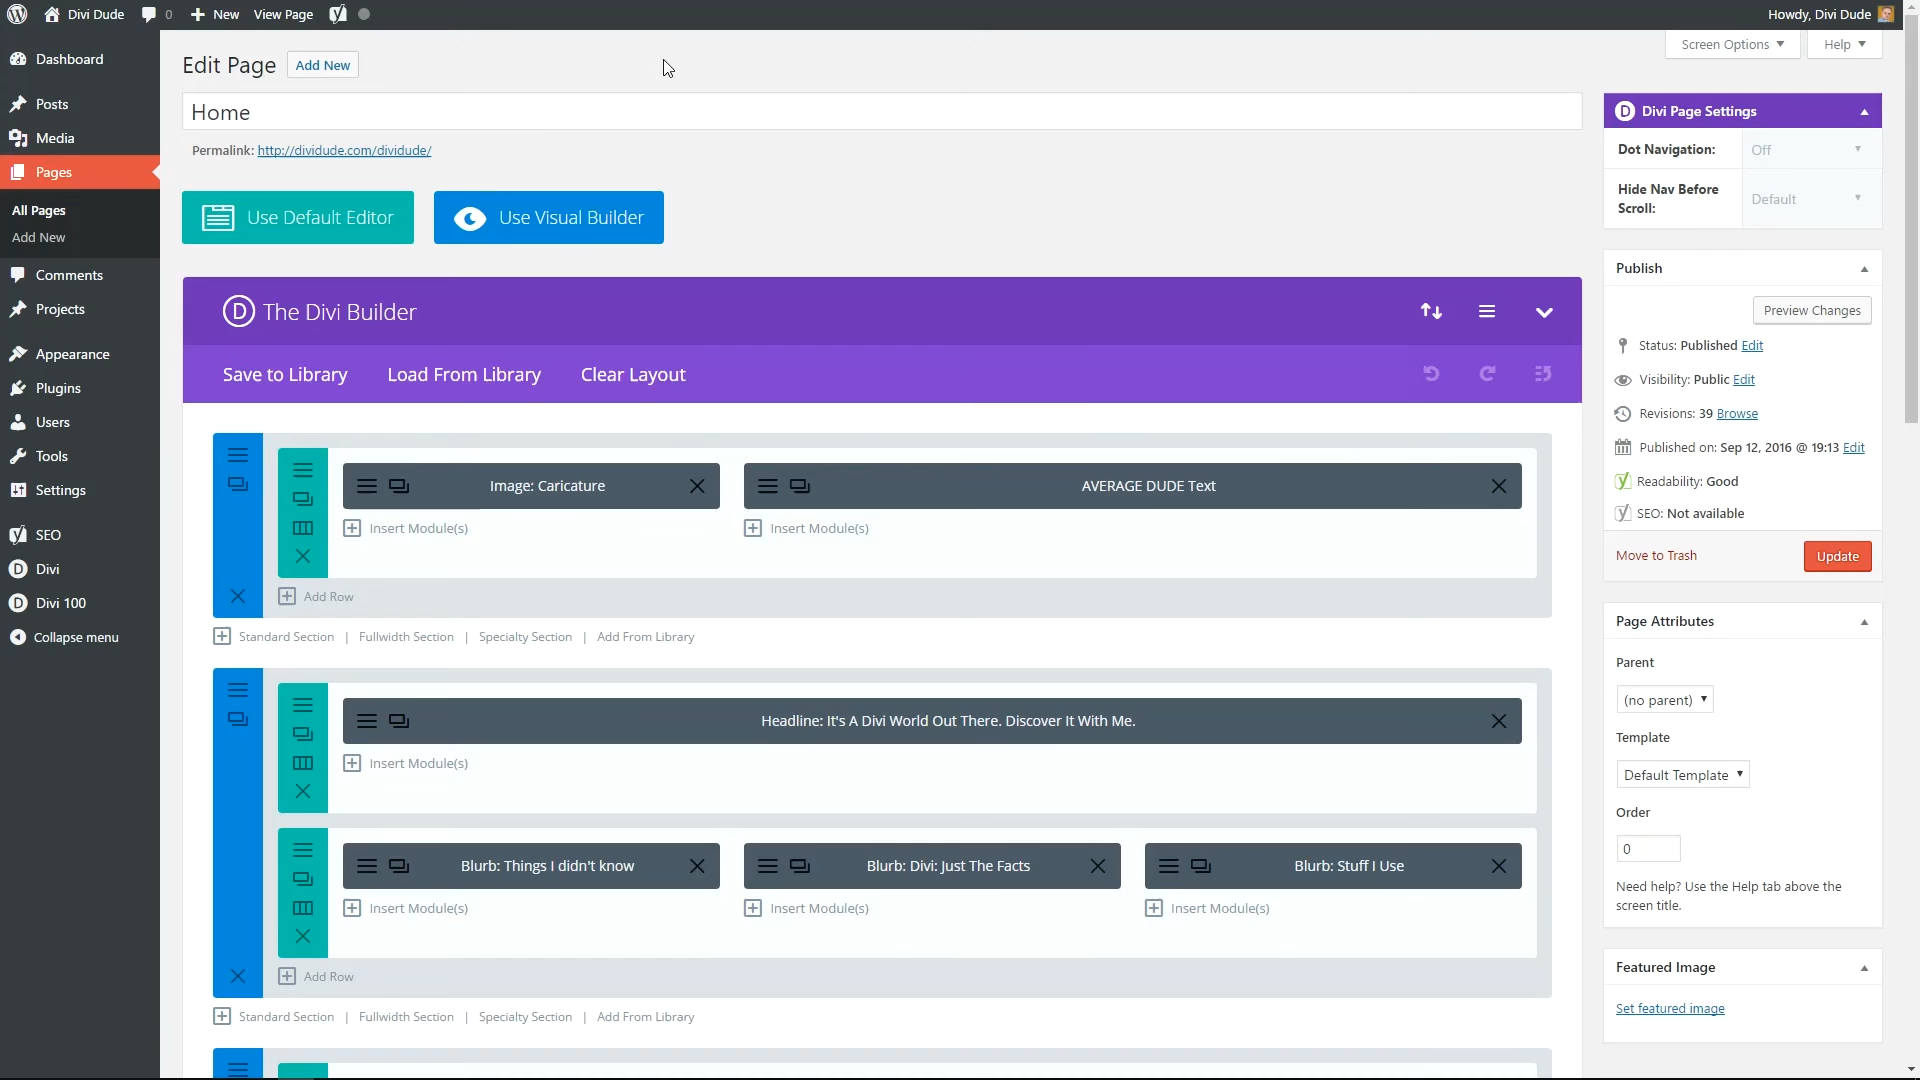 Divi Dude
0
New
View Page
Howdy, Divi Dude
Dashboard
Posts
Media
Pages
All Pages
Add New
Comments
Projects
Appearance
Plugins
Users
Tools
Settings
SEO
Divi
Divi 100
Collapse menu
Screen Options
Help
Edit Page
Add New
Home
Permalink: http://dividude.com/dividude/
Use Default Editor
Use Visual Builder
The Divi Builder
Save to Library
Load From Library
Clear Layout
Image: Caricature
AVERAGE DUDE Text
Insert Module(s)
Insert Module(s)
Add Row
Standard Section | Fullwidth Section | Specialty Section | Add From Library
Headline: It's A Divi World Out There. Discover It With Me.
Insert Module(s)
Blurb: Things I didn't know
Blurb: Divi: Just The Facts
Blurb: Stuff I Use
Insert Module(s)
Insert Module(s)
Insert Module(s)
Add Row
Standard Section | Fullwidth Section | Specialty Section | Add From Library
Divi Page Settings
Dot Navigation:
Off
Hide Nav Before
Scroll:
Default
Publish
Preview Changes
Status: Published Edit
Visibility: Public Edit
Revisions: 39 Browse
Published on: Sep 12, 2016 @ 19:13 Edit
Readability: Good
SEO: Not available
Move to Trash
Update
Page Attributes
Parent
(no parent)
Template
Default Template
Order
0
Need help? Use the Help tab above the
screen title.
Featured Image
Set featured image